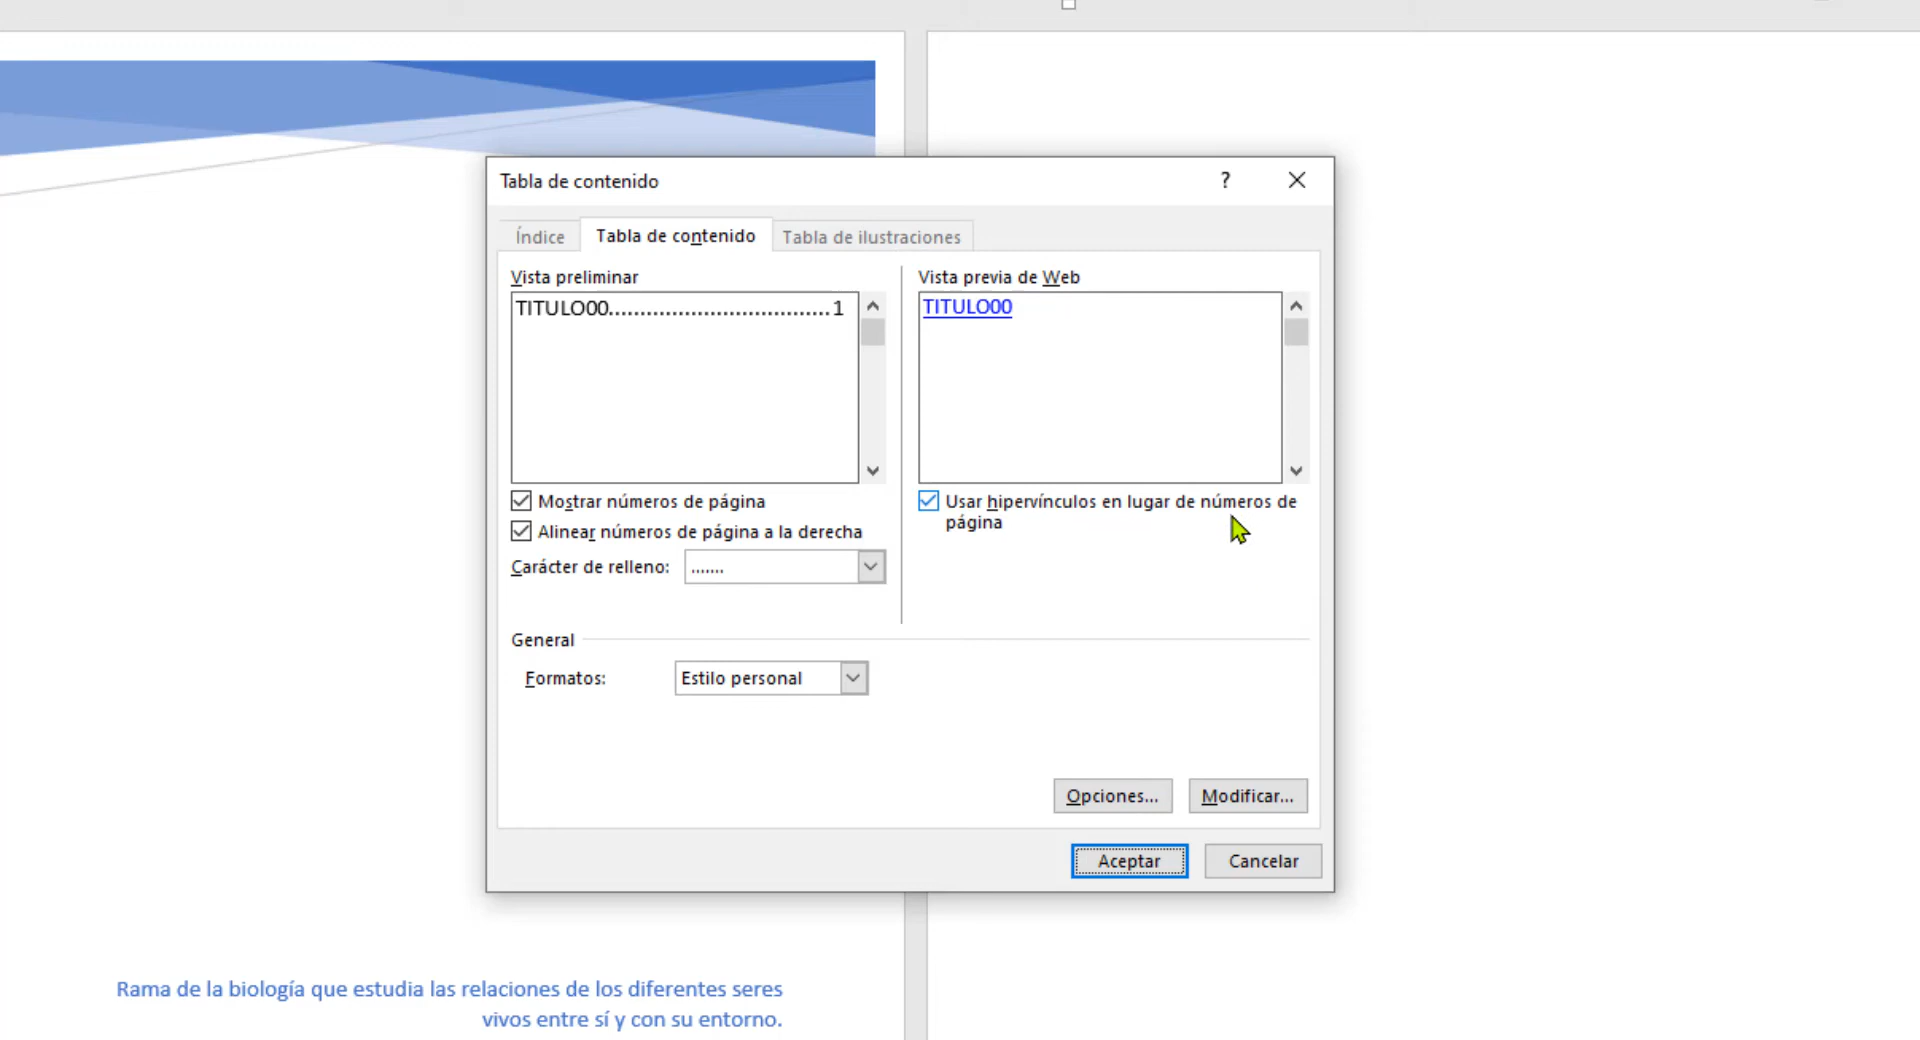 Tabla de contenido
?
Índice
Tabla de contenido
Tabla de ilustraciones
Vista preliminar
TITULO00...................................1
Mostrar números de página
Alinear números de página a la derecha
Carácter de relleno:
.......
Vista previa de Web
TITULO00
Usar hipervínculos en lugar de números de
página
General
Formatos:
Estilo personal
Opciones...
Modificar...
Aceptar
Cancelar
Rama de la biología que estudia las relaciones de los diferentes seres
vivos entre sí y con su entorno.